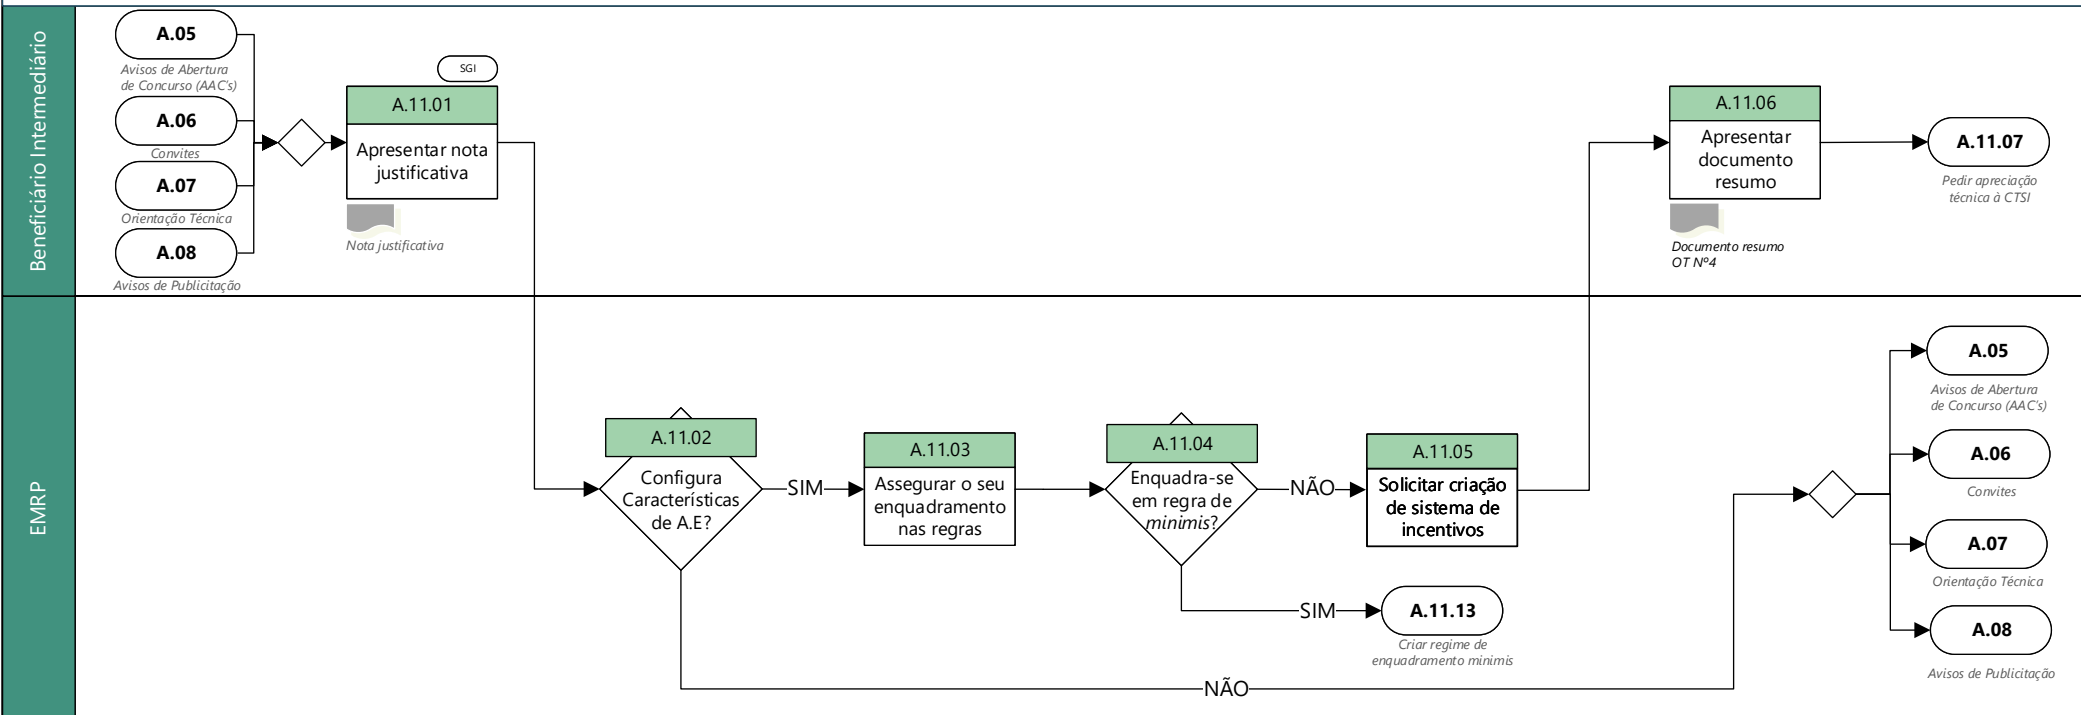 Beneficiário Intermediário
A.05
Avisos de Abertura
de Concurso (AAC's)
A.06
Convites
A.07
Orientação Técnica
A.08
Avisos de Publicitação
SGI
A.11.01
Apresentar nota
justificativa
Nota justificativa
A.11.06
Apresentar
documento
resumo
Documento resumo
OT Nº4
A.11.07
Pedir apreciação
técnica à CTSI
EMRP
A.11.02
Configura
Características
de A.E?
SIM
A.11.03
Assegurar o seu
enquadramento
nas regras
A.11.04
Enquadra-se
em regra de
minimis?
NÃO
A.11.05
Solicitar criação
de sistema de
incentivos
SIM
A.11.13
Criar regime de
enquadramento minimis
NÃO
A.05
Avisos de Abertura
de Concurso (AAC's)
A.06
Convites
A.07
Orientação Técnica
A.08
Avisos de Publicitação